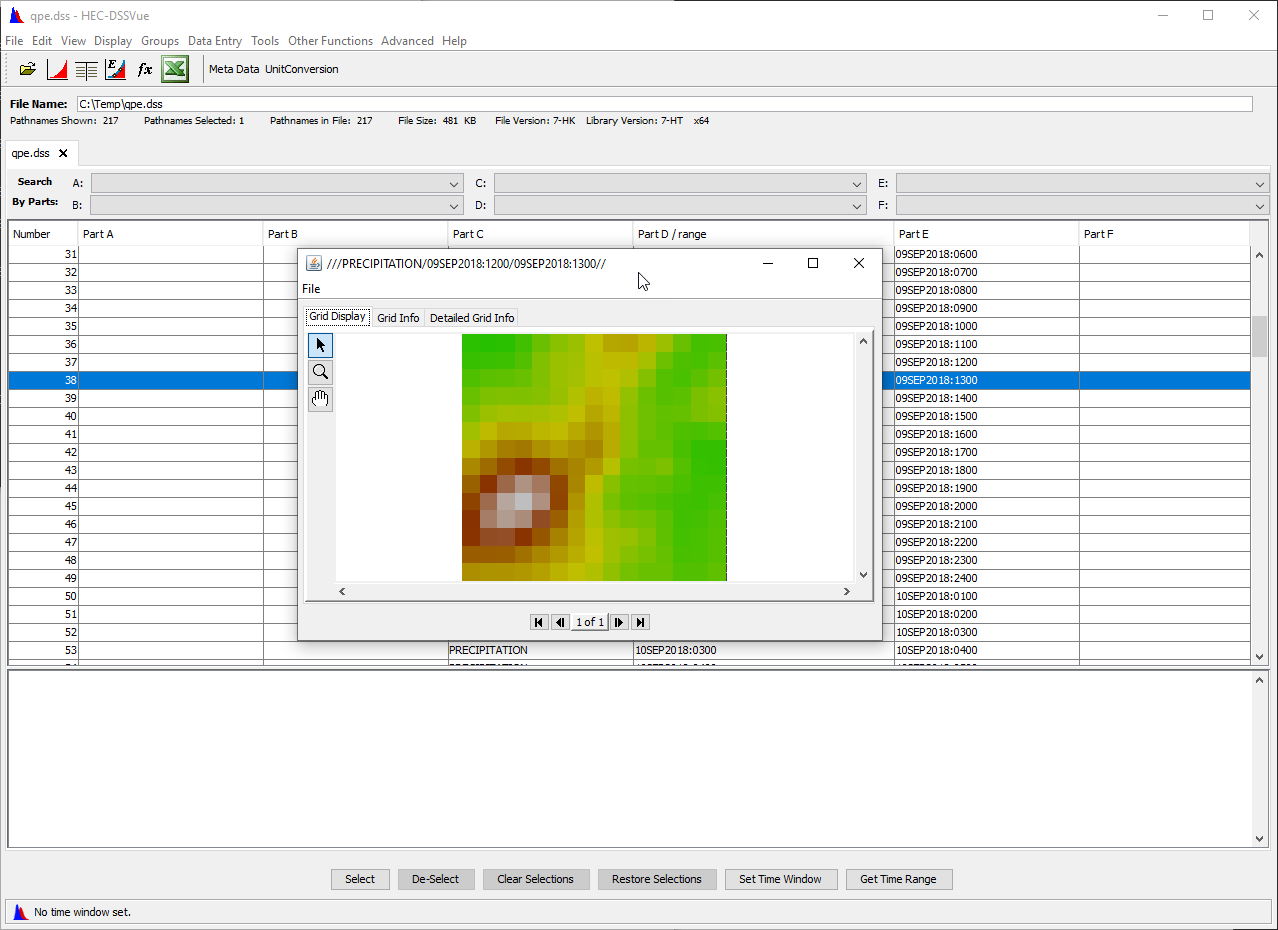 qpe.dss - HEC-DSSVue
File Edit View Display Groups Data Entry Tools Other Functions Advanced Help
E fx X Meta Data UnitConversion
File Name: C:\Temp\qpe.dss
Pathnames Shown: 217 Pathnames Selected: 1 Pathnames in File: 217 File Size: 481 KB File Version: 7-HK Library Version: 7-HT x64
qpe.dss
Search A: C: E:
By Parts: B: D: F:
Number Part A Part B Part C Part D / range Part E Part F
31 09SEP2018:0600
32 09SEP2018:0700
33 09SEP2018:0800
34 09SEP2018:0900
35 09SEP2018:1000
36 09SEP2018:1100
37 09SEP2018:1200
38 09SEP2018:1300
39 09SEP2018:1400
40 09SEP2018:1500
41 09SEP2018:1600
42 09SEP2018:1700
43 09SEP2018:1800
44 09SEP2018:1900
45 09SEP2018:2000
46 09SEP2018:2100
47 09SEP2018:2200
48 09SEP2018:2300
49 09SEP2018:2400
50 10SEP2018:0100
51 10SEP2018:0200
52 10SEP2018:0300
53 PRECIPITATION 10SEP2018:0300 10SEP2018:0400
///PRECIPITATION/09SEP2018:1200/09SEP2018:1300//
File
Grid Display Grid Info Detailed Grid Info
1 of 1
Select De-Select Clear Selections Restore Selections Set Time Window Get Time Range
No time window set.